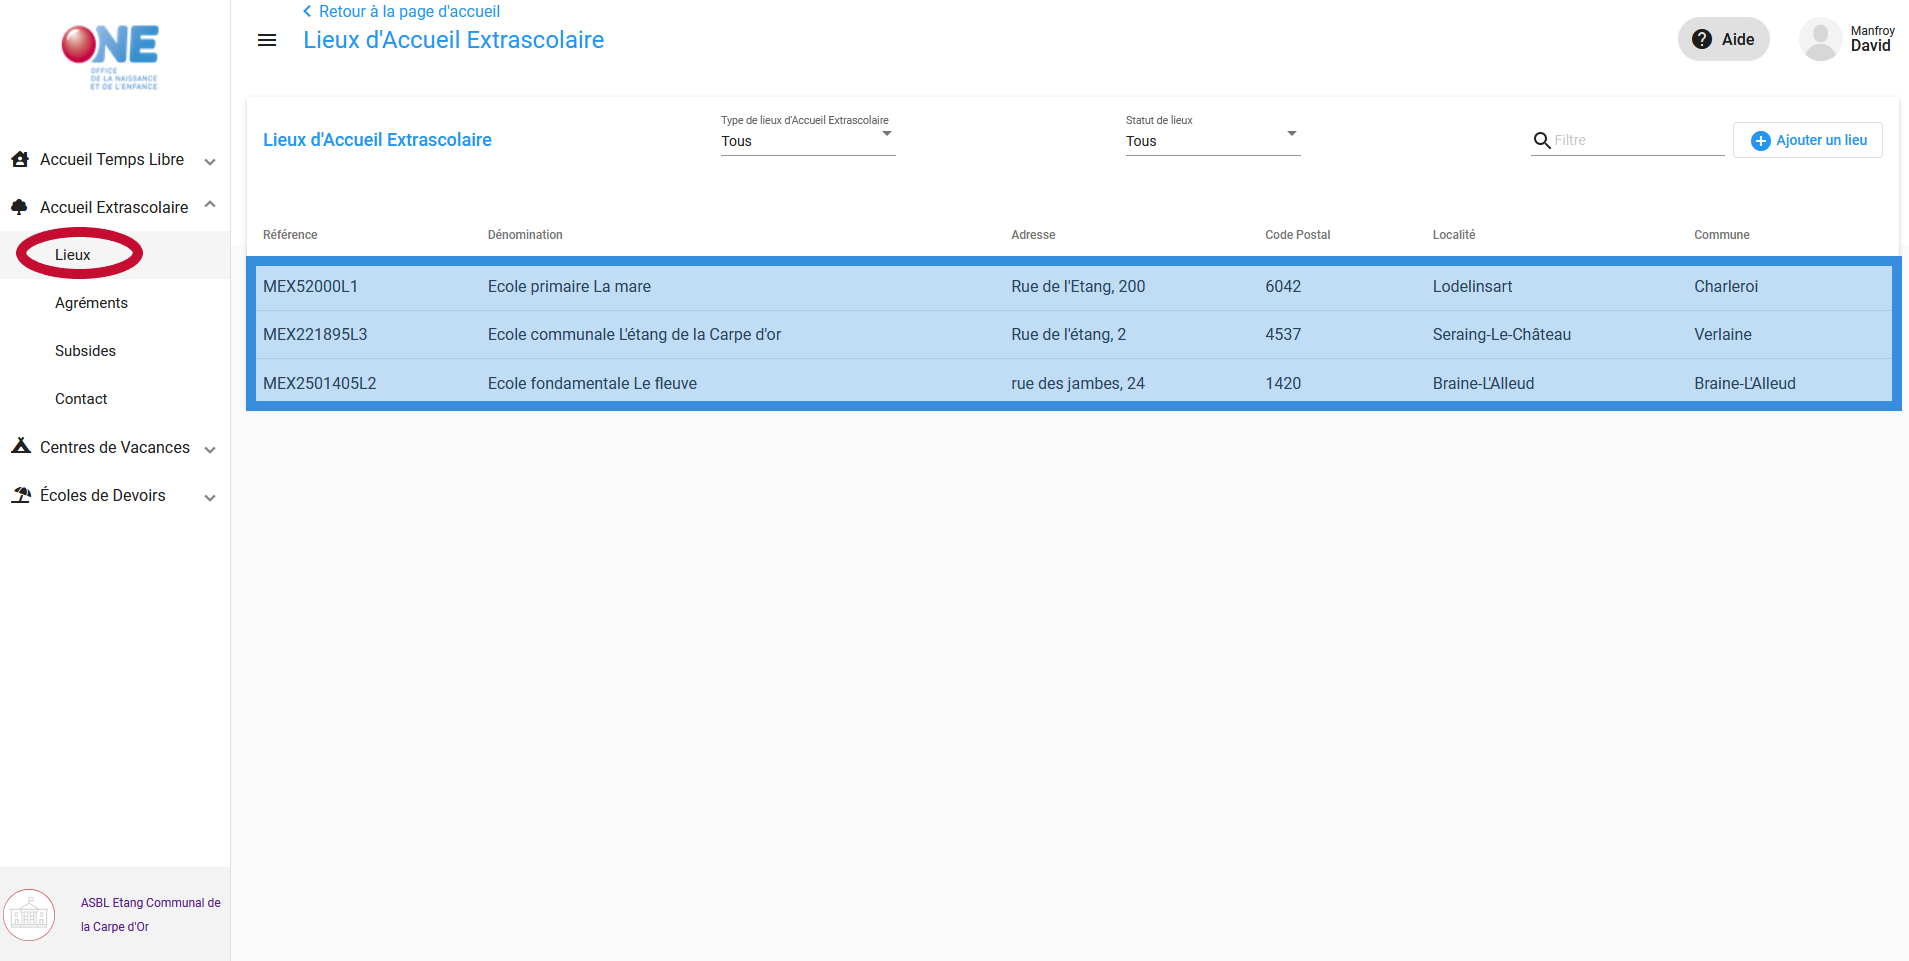 ONE
OFFICE
DE LA NAISSANCE
ET DE L'ENFANCE
Retour à la page d'accueil
Lieux d'Accueil Extrascolaire
Aide
Manfroy
David
Accueil Temps Libre
Accueil Extrascolaire
Lieux
Agréments
Subsides
Contact
Centres de Vacances
Écoles de Devoirs
ASBL Etang Communal de
la Carpe d'Or
Lieux d'Accueil Extrascolaire
Type de lieux d'Accueil Extrascolaire
Tous
Statut de lieux
Tous
Filtre
Ajouter un lieu
Référence Dénomination Adresse Code Postal Localité Commune
MEX52000L1 Ecole primaire La mare Rue de l'Etang, 200 6042 Lodelinsart Charleroi
MEX221895L3 Ecole communale L'étang de la Carpe d'or Rue de l'étang, 2 4537 Seraing-Le-Château Verlaine
MEX2501405L2 Ecole fondamentale Le fleuve rue des jambes, 24 1420 Braine-L'Alleud Braine-L'Alleud